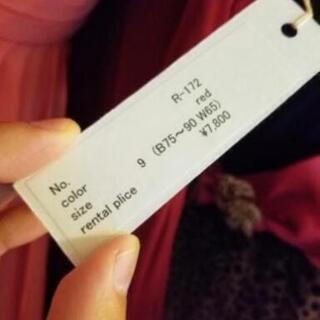 No. R-172
color red
size 9 (B75～90 W65)
rental plice ¥7,800